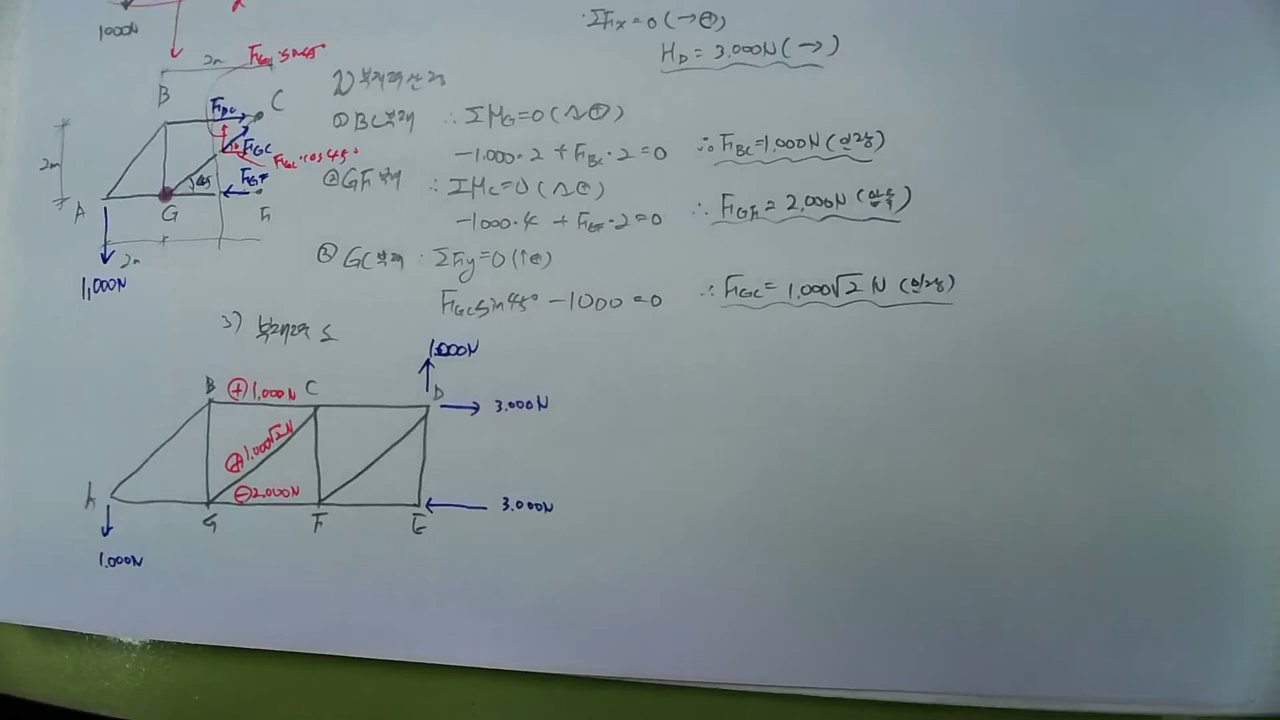 1000N
ΣFx=0 (→⊕)
H_D = 3,000N (→)
2m
F_GC·sin45°
2) 부재력산정
B
C
F_BC
① BC부재 ∴ ΣM_G=0 (↷⊕)
2m
F_GC
F_GC·cos45°
-1.000·2 + F_BC·2=0 ∴ F_BC=1,000N (인장)
45
F_GF
② GF부재 ∴ ΣM_C=0 (↷⊕)
A
G
F
-1000·4 + F_GF·2=0 ∴ F_GF = 2,000N (압축)
2m
1,000N
③ GC부재 : ΣFy=0 (↑⊕)
F_GC sin45° - 1000 = 0 ∴ F_GC = 1,000√2 N (인장)
3) 부재력도
1.000N
B ⊕ 1,000N C D
3.000N
⊕ 1.000√2N
⊖ 2.000N
A
3.000N
G F E
1.000N